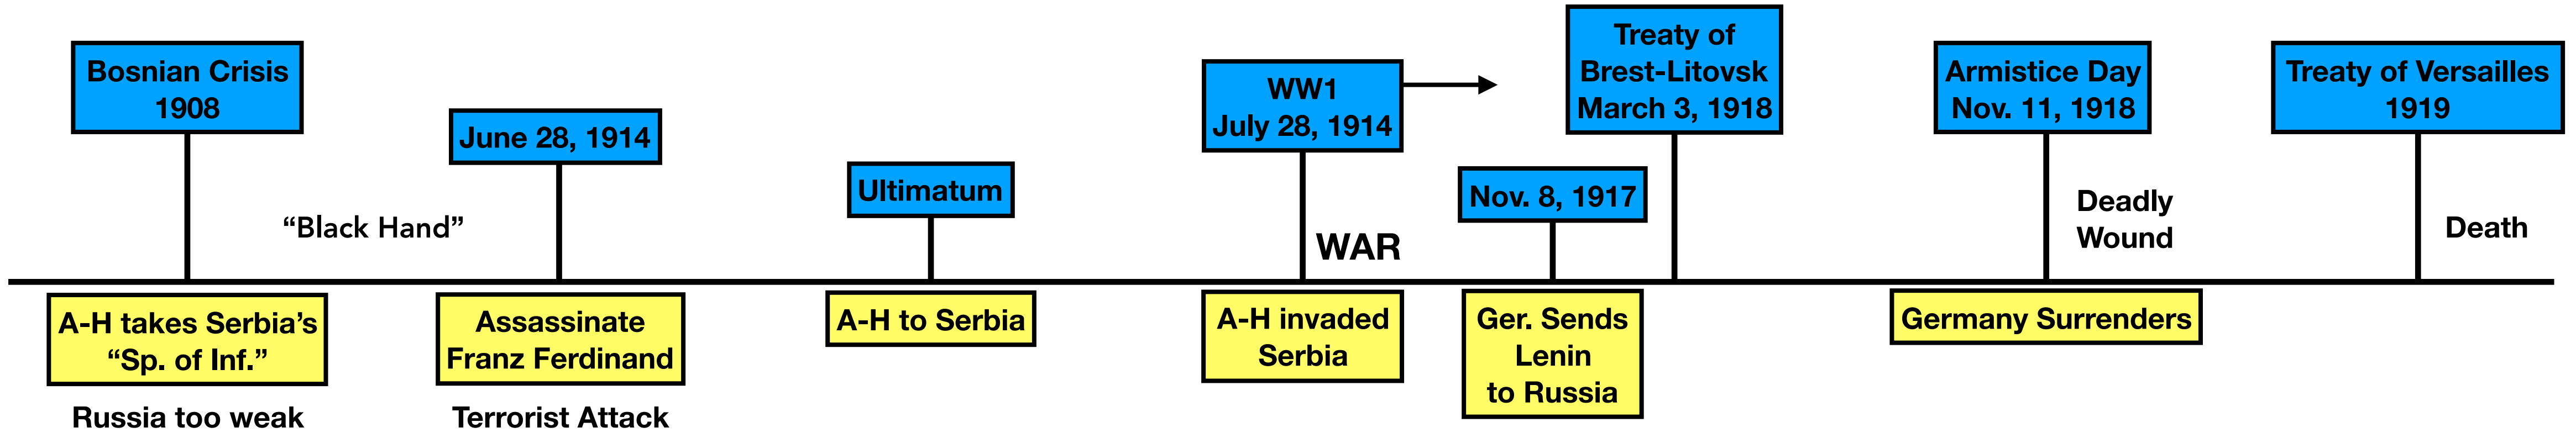 Bosnian Crisis
1908
“Black Hand”
A-H takes Serbia’s
“Sp. of Inf.”
Russia too weak
June 28, 1914
Assassinate
Franz Ferdinand
Terrorist Attack
Ultimatum
A-H to Serbia
WW1
July 28, 1914
WAR
A-H invaded
Serbia
Nov. 8, 1917
Ger. Sends
Lenin
to Russia
Treaty of
Brest-Litovsk
March 3, 1918
Armistice Day
Nov. 11, 1918
Deadly
Wound
Germany Surrenders
Treaty of Versailles
1919
Death